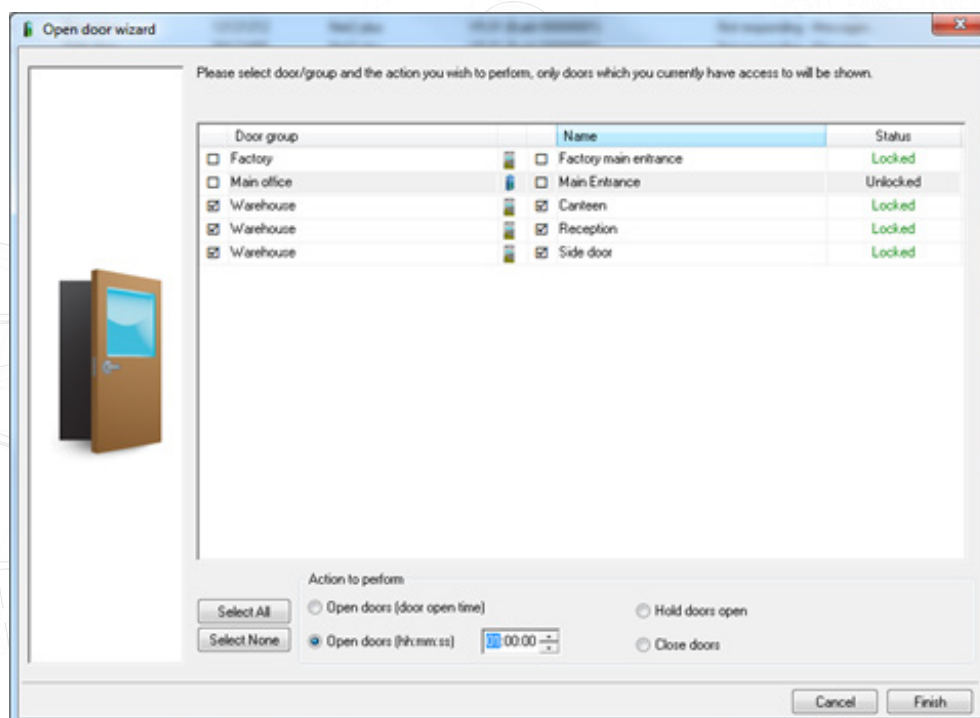 Open door wizard
Please select door/group and the action you wish to perform, only doors which you currently have access to will be shown.
Door group Name Status
Factory Factory main entrance Locked
Main office Main Entrance Unlocked
Warehouse Canteen Locked
Warehouse Reception Locked
Warehouse Side door Locked
Action to perform
Select All Open doors (door open time) Hold doors open
Select None Open doors (hh:mm:ss) :00:00 Close doors
Cancel Finish